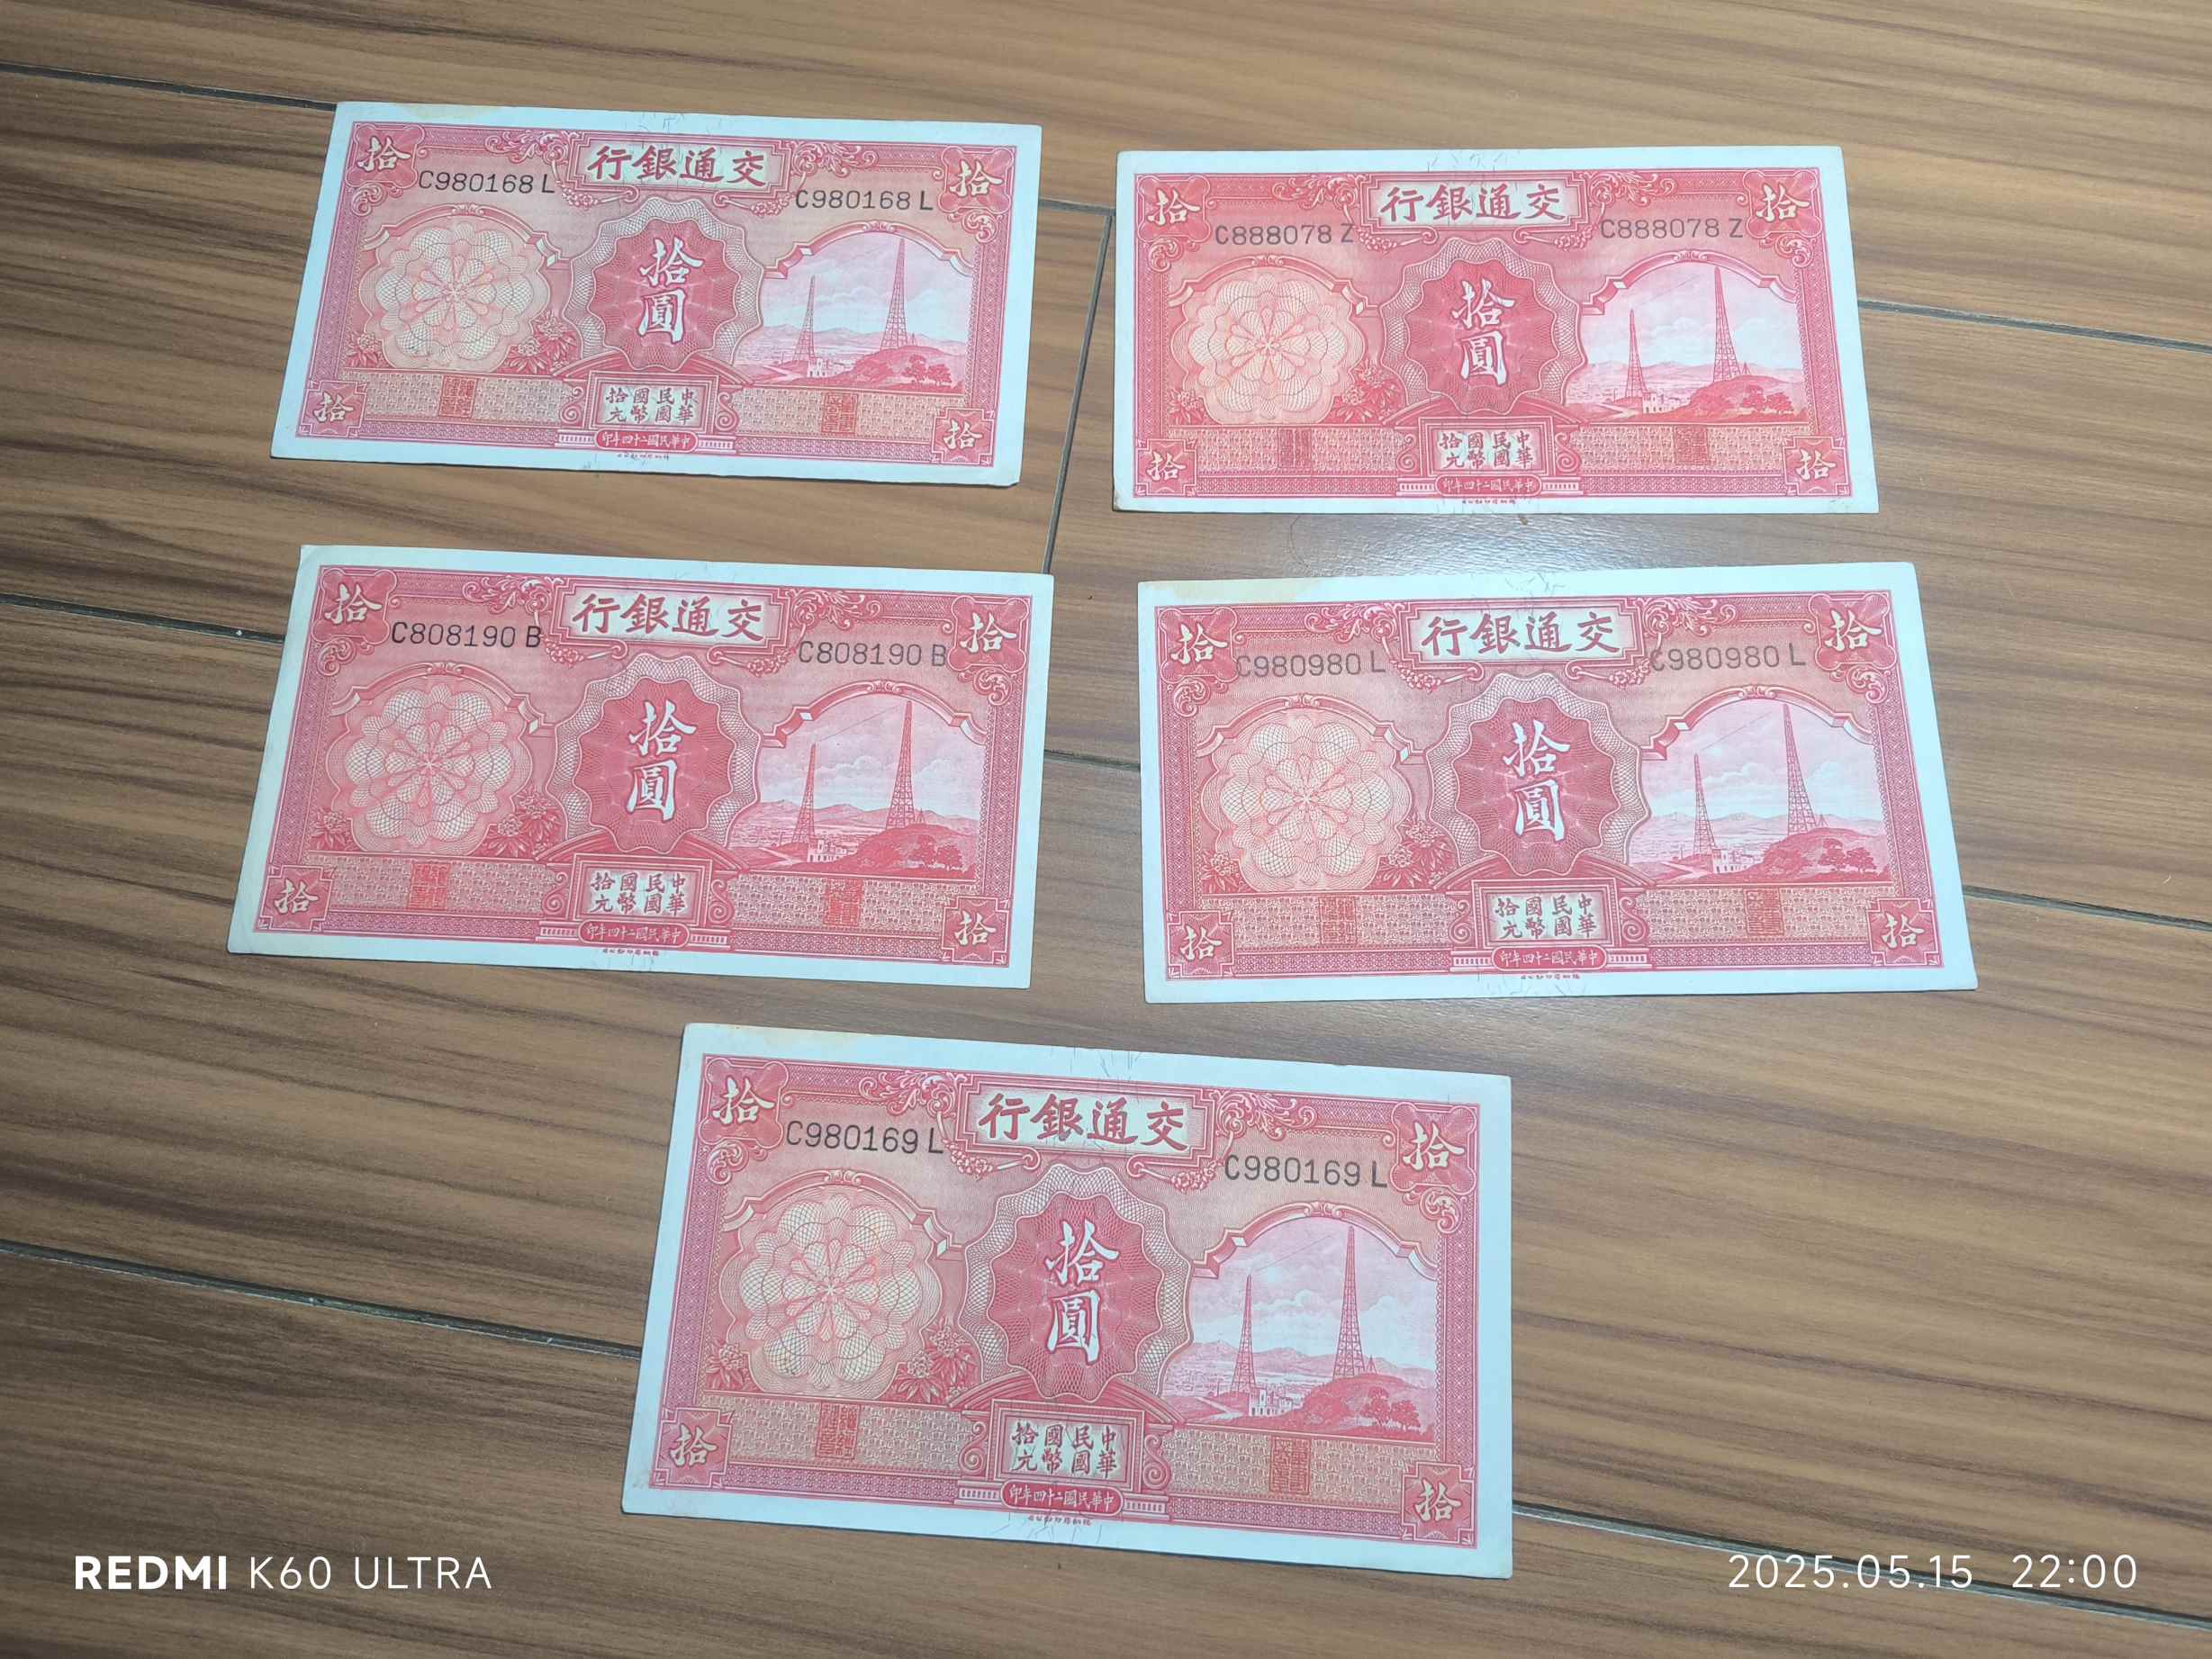 拾 行銀通交 拾
C980168 L
C980168 L
拾圓
拾國民中
元幣國華
印年四十二國民華中
拾 拾
拾 行銀通交 拾
C888078 Z
C888078 Z
拾圓
拾國民中
元幣國華
印年四十二國民華中
拾 拾
拾 行銀通交 拾
C808190 B
C808190 B
拾圓
拾國民中
元幣國華
印年四十二國民華中
拾 拾
拾 行銀通交 拾
C980980 L
C980980 L
拾圓
拾國民中
元幣國華
印年四十二國民華中
拾 拾
拾 行銀通交 拾
C980169 L
C980169 L
拾圓
拾國民中
元幣國華
印年四十二國民華中
拾 拾
REDMI K60 ULTRA
2025.05.15 22:00